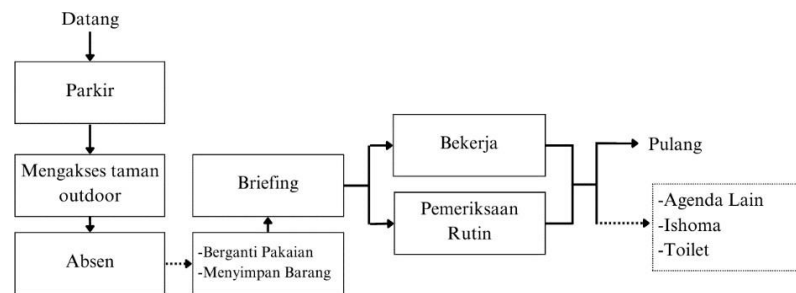 Datang
Parkir
Mengakses taman
outdoor
Absen
-Berganti Pakaian
-Menyimpan Barang
Briefing
Bekerja
Pemeriksaan
Rutin
Pulang
-Agenda Lain
-Ishoma
-Toilet